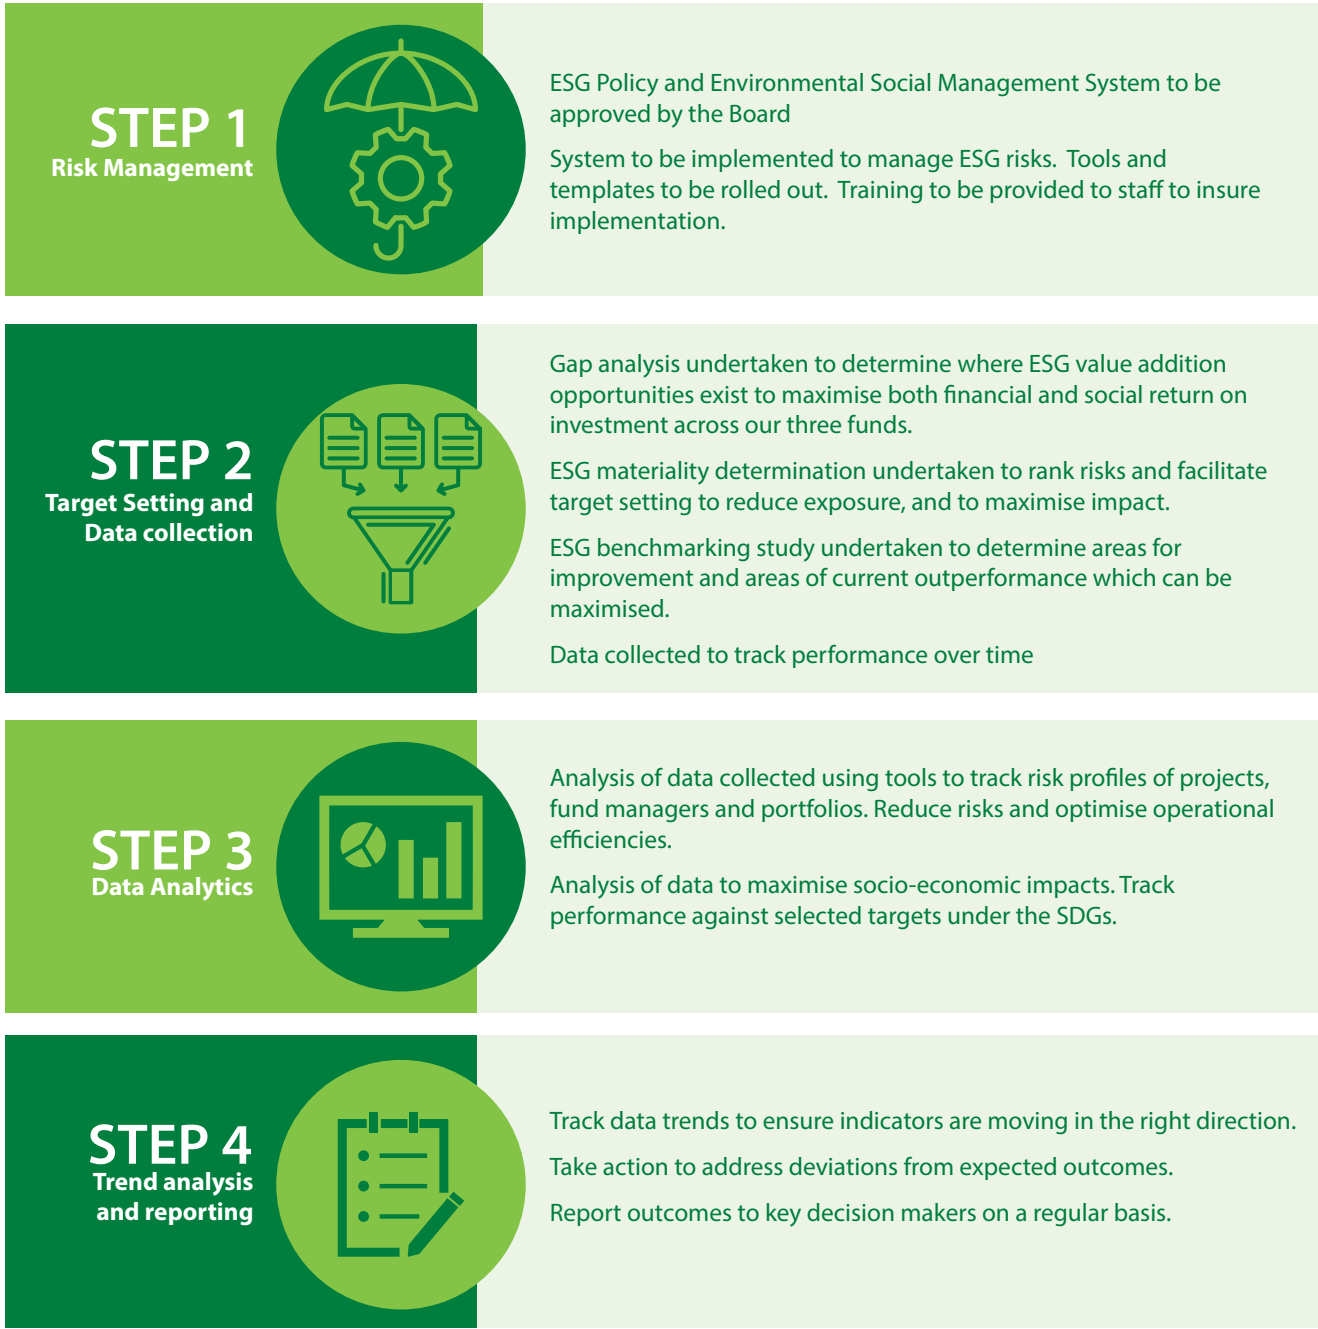 STEP 1
Risk Management
ESG Policy and Environmental Social Management System to be
approved by the Board
System to be implemented to manage ESG risks.  Tools and
templates to be rolled out.  Training to be provided to staff to insure
implementation.
STEP 2
Target Setting and
Data collection
Gap analysis undertaken to determine where ESG value addition
opportunities exist to maximise both financial and social return on
investment across our three funds.
ESG materiality determination undertaken to rank risks and facilitate
target setting to reduce exposure, and to maximise impact.
ESG benchmarking study undertaken to determine areas for
improvement and areas of current outperformance which can be
maximised.
Data collected to track performance over time
STEP 3
Data Analytics
Analysis of data collected using tools to track risk profiles of projects,
fund managers and portfolios. Reduce risks and optimise operational
efficiencies.
Analysis of data to maximise socio-economic impacts. Track
performance against selected targets under the SDGs.
STEP 4
Trend analysis
and reporting
Track data trends to ensure indicators are moving in the right direction.
Take action to address deviations from expected outcomes.
Report outcomes to key decision makers on a regular basis.